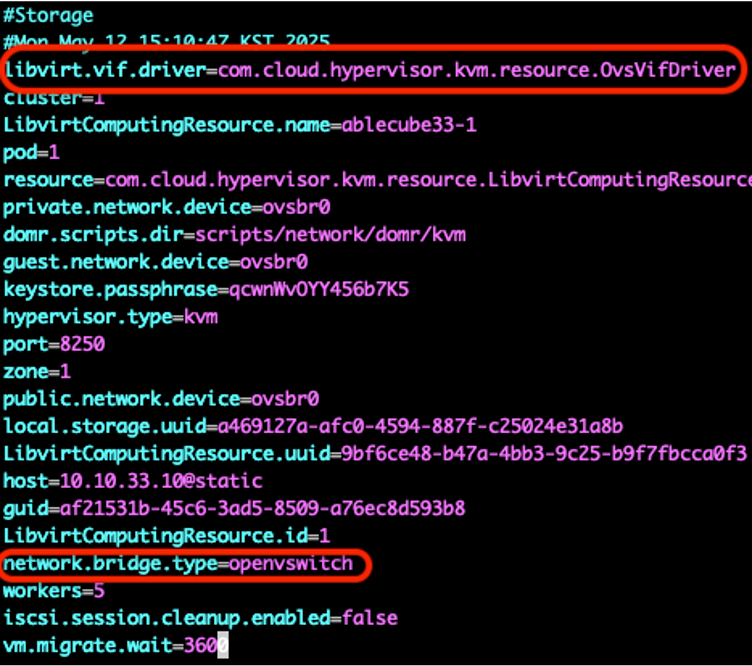 #Storage
#Mon May 12 15:10:47 KST 2025
libvirt.vif.driver=com.cloud.hypervisor.kvm.resource.OvsVifDriver
cluster=1
LibvirtComputingResource.name=ablecube33-1
pod=1
resource=com.cloud.hypervisor.kvm.resource.LibvirtComputingResource
private.network.device=ovsbr0
domr.scripts.dir=scripts/network/domr/kvm
guest.network.device=ovsbr0
keystore.passphrase=qcwnWvOYY456b7K5
hypervisor.type=kvm
port=8250
zone=1
public.network.device=ovsbr0
local.storage.uuid=a469127a-afc0-4594-887f-c25024e31a8b
LibvirtComputingResource.uuid=9bf6ce48-b47a-4bb3-9c25-b9f7fbcca0f3
host=10.10.33.10@static
guid=af21531b-45c6-3ad5-8509-a76ec8d593b8
LibvirtComputingResource.id=1
network.bridge.type=openvswitch
workers=5
iscsi.session.cleanup.enabled=false
vm.migrate.wait=3600